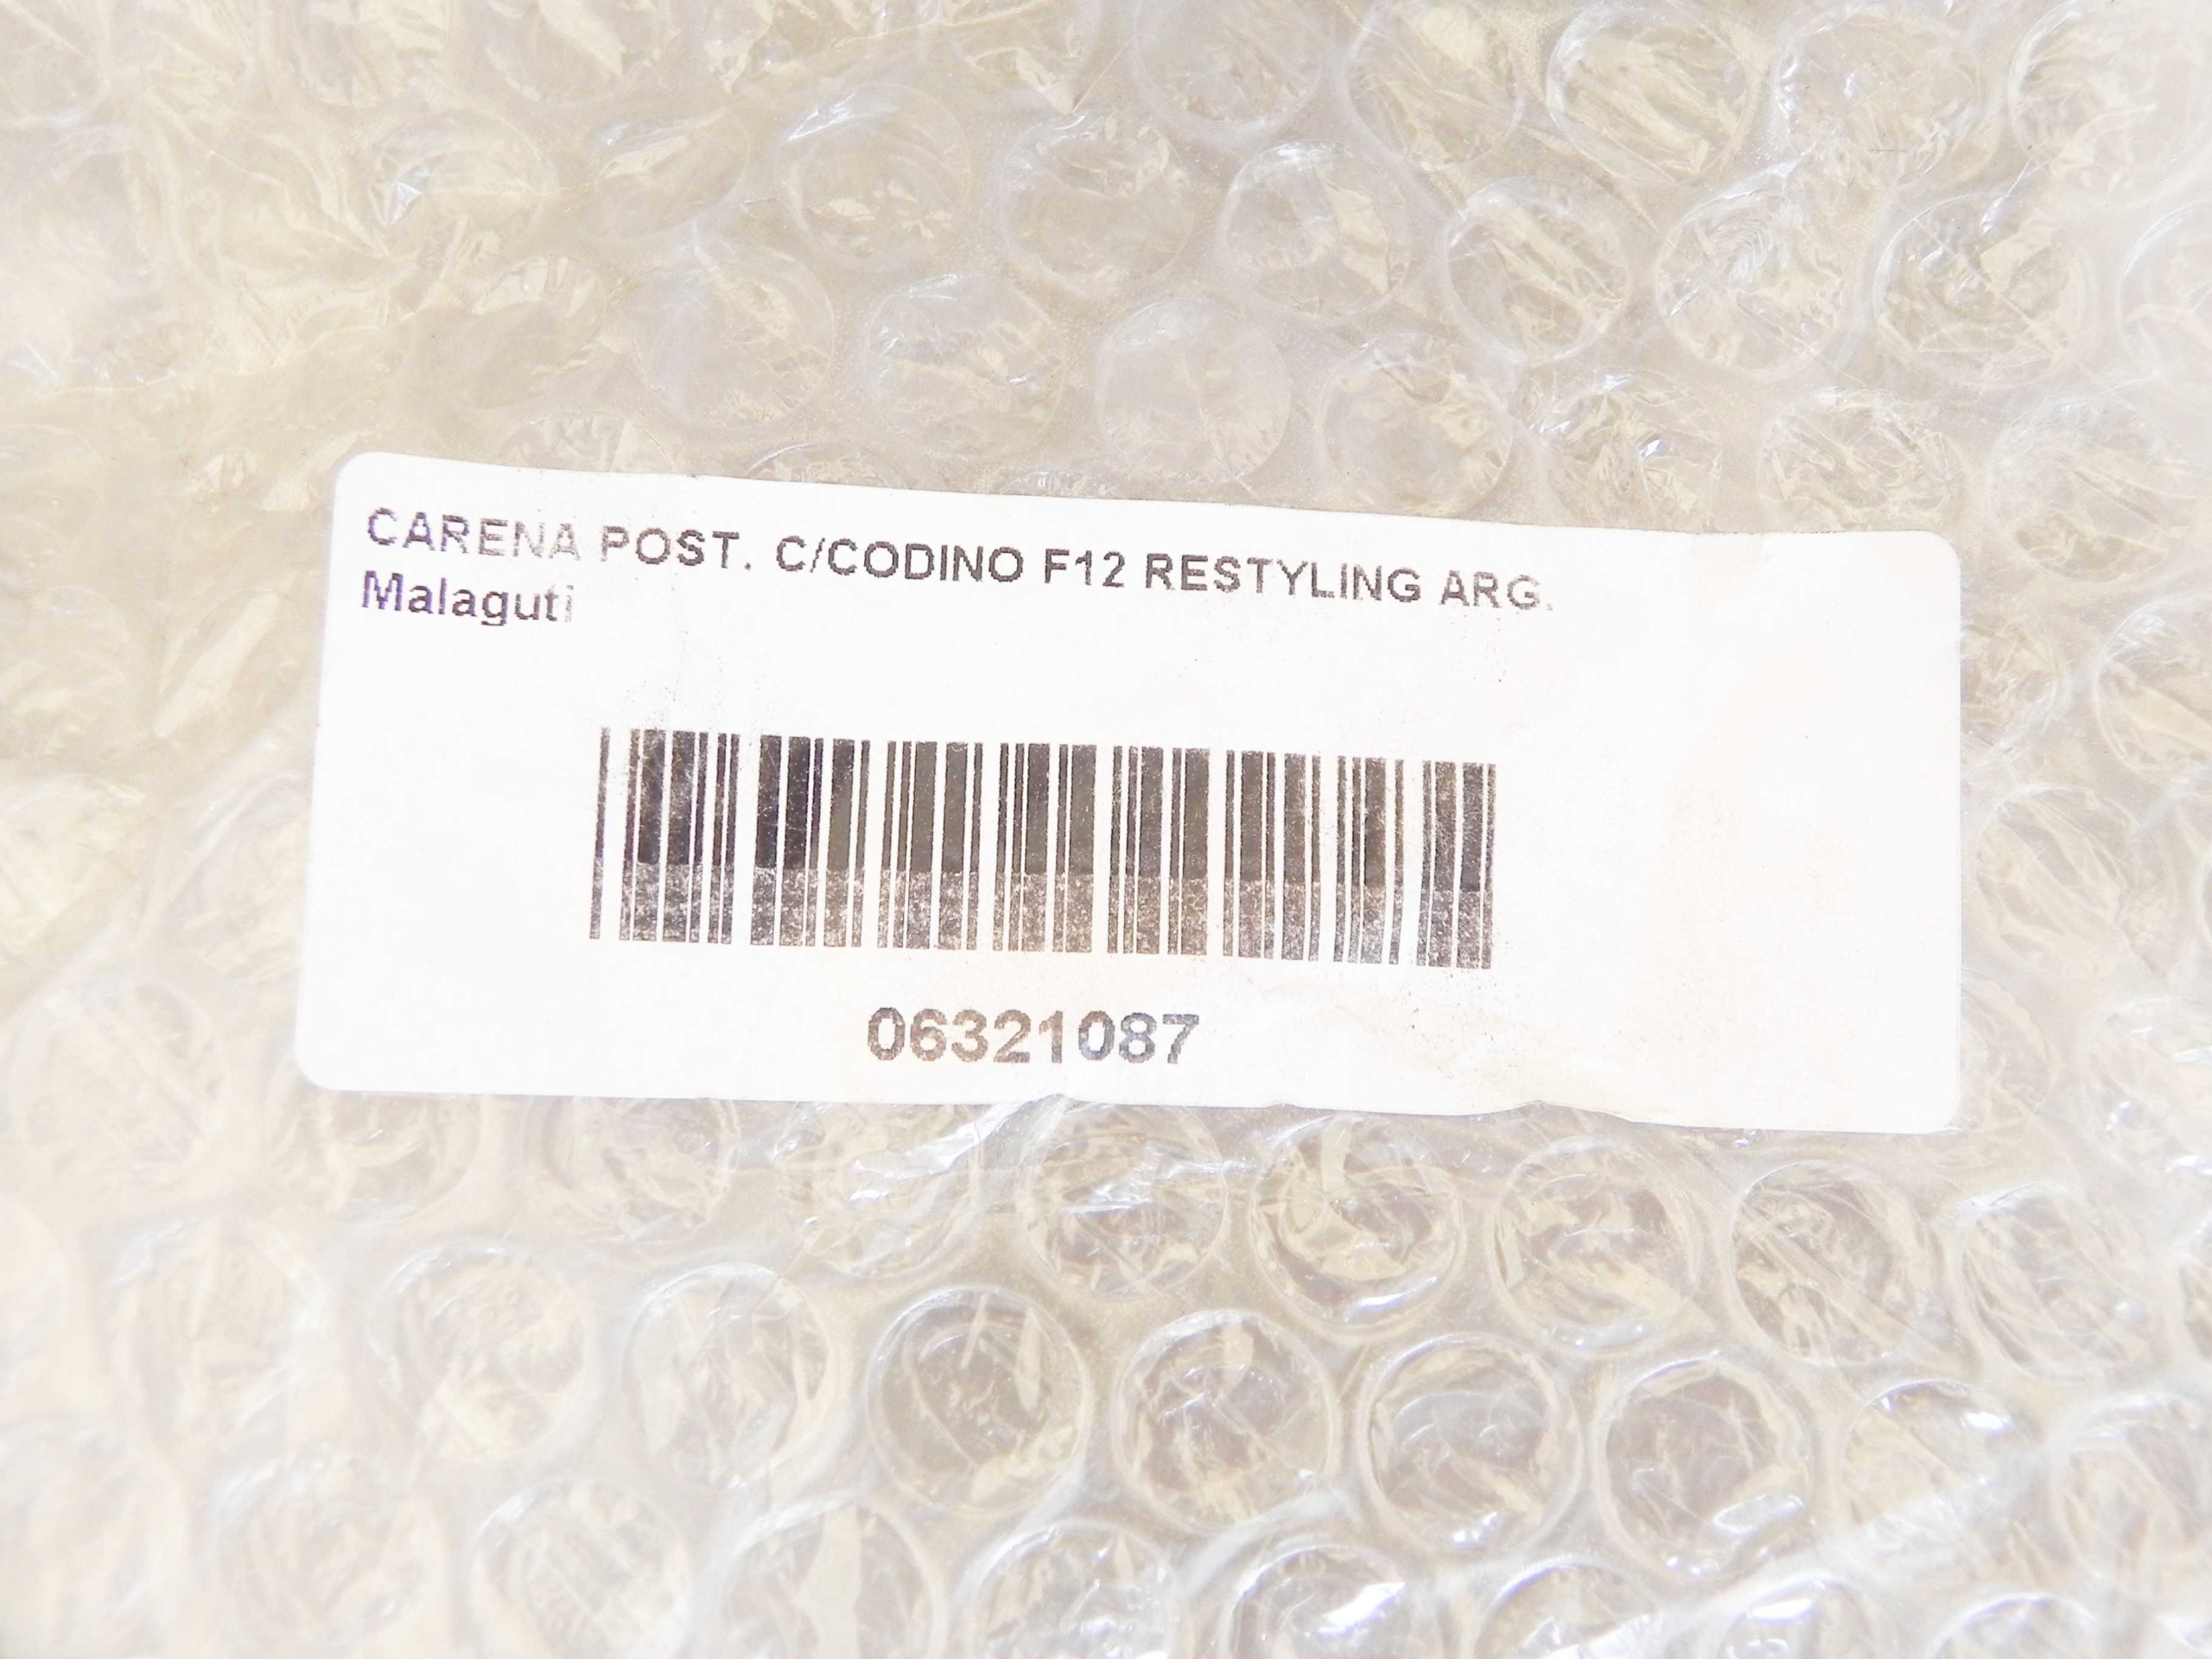 CARENA POST. C/CODINO F12 RESTYLING ARG.
Malaguti
06321087